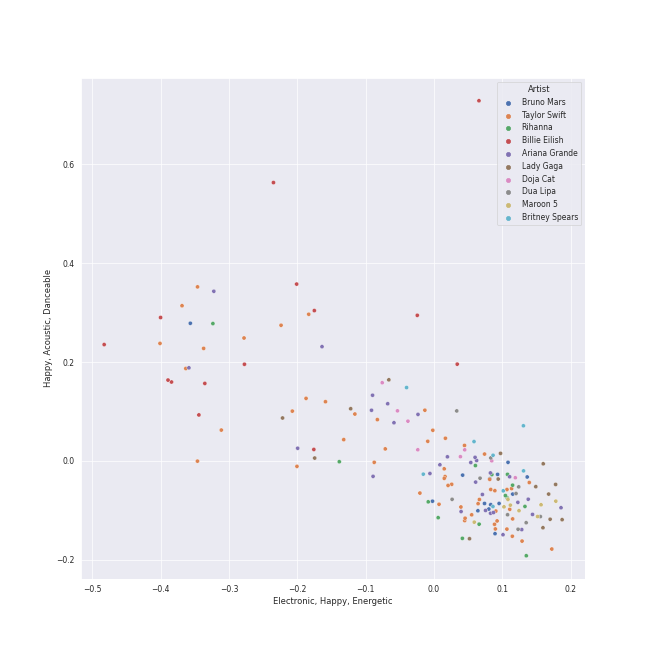 Artist
Bruno Mars
Taylor Swift
Rihanna
Billie Eilish
Ariana Grande
Lady Gaga
Doja Cat
Dua Lipa
Maroon 5
Britney Spears
0.6
0.4
0.2
0.0
−0.2
Happy, Acoustic, Danceable
−0.5
−0.4
−0.3
−0.2
−0.1
0.0
0.1
0.2
Electronic, Happy, Energetic